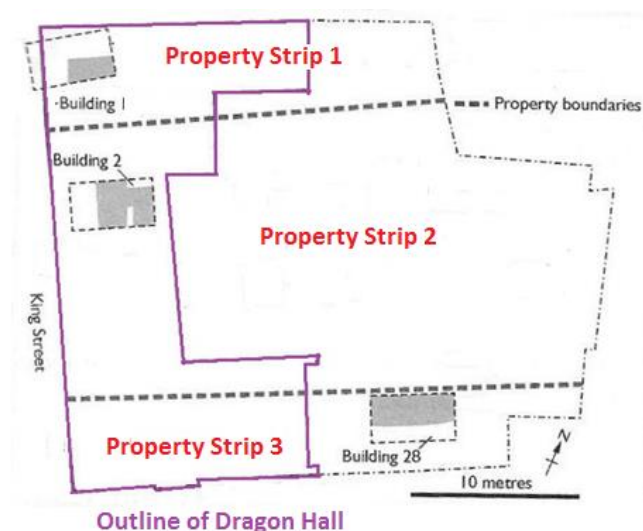 Property Strip 1
Building 1
Property boundaries
Building 2
Property Strip 2
King Street
Property Strip 3
Building 28
N
10 metres
Outline of Dragon Hall